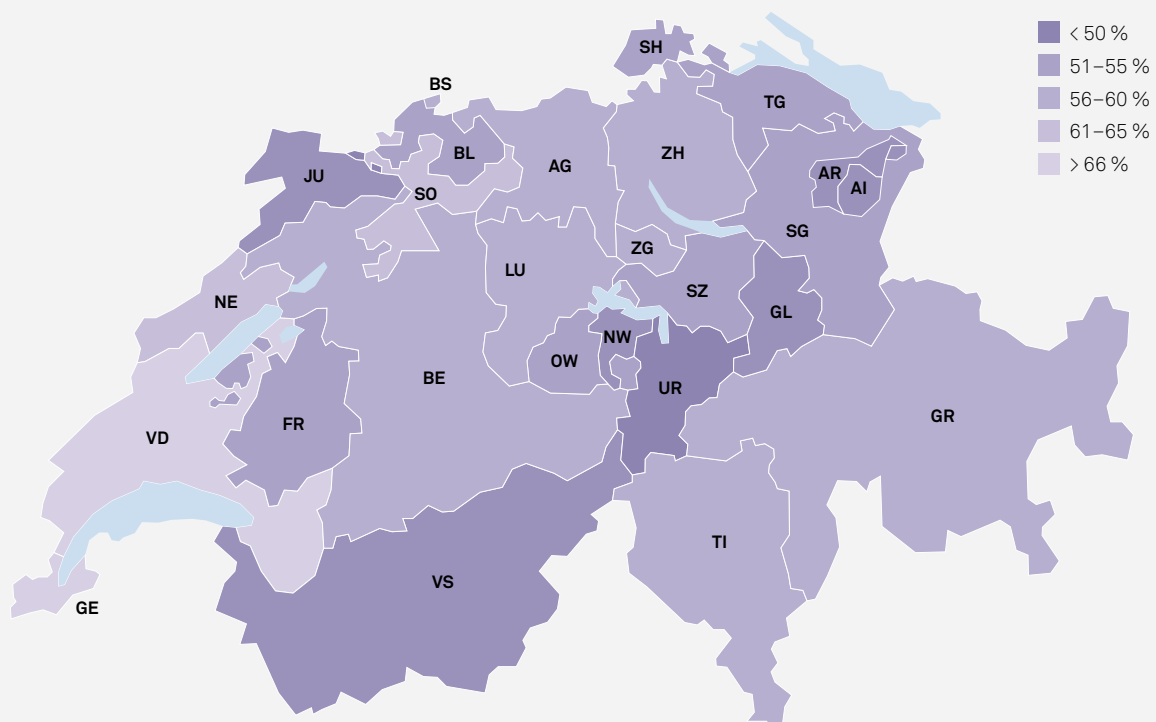 SH
< 50 %
51–55 %
56–60 %
61–65 %
> 66 %
BS
TG
JU
BL
AG
ZH
AR
AI
SO
SG
ZG
LU
SZ
NE
GL
NW
OW
BE
UR
GR
FR
VD
TI
VS
GE